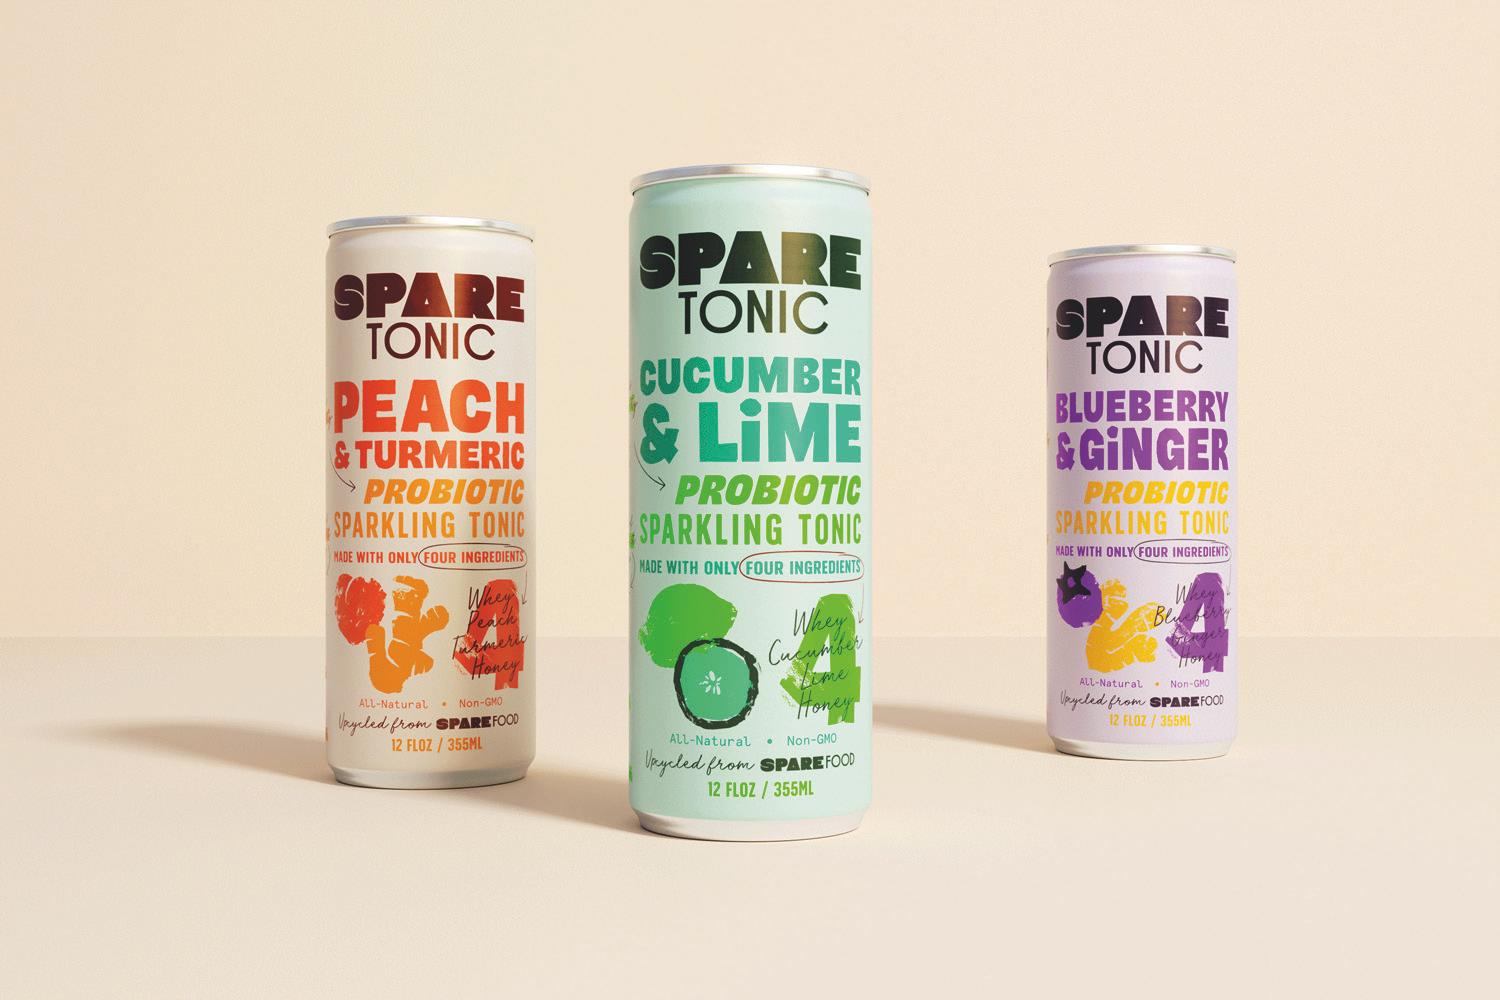 SPARE
TONIC
PEACH
& TURMERIC
PROBIOTIC
SPARKLING TONIC
MADE WITH ONLY FOUR INGREDIENTS
4
Whey
Peach
Turmeric
Honey
All-Natural • Non-GMO
Upcycled from SPARE FOOD
12 FLOZ / 355ML
SPARE
TONIC
CUCUMBER
& LiME
PROBIOTIC
SPARKLING TONIC
MADE WITH ONLY FOUR INGREDIENTS
4
Whey
Cucumber
Lime
Honey
All-Natural • Non-GMO
Upcycled from SPARE FOOD
12 FLOZ / 355ML
SPARE
TONIC
BLUEBERRY
& GiNGER
PROBIOTIC
SPARKLING TONIC
MADE WITH ONLY FOUR INGREDIENTS
4
Whey
Blueberry
Ginger
Honey
All-Natural • Non-GMO
Upcycled from SPARE FOOD
12 FLOZ / 355ML